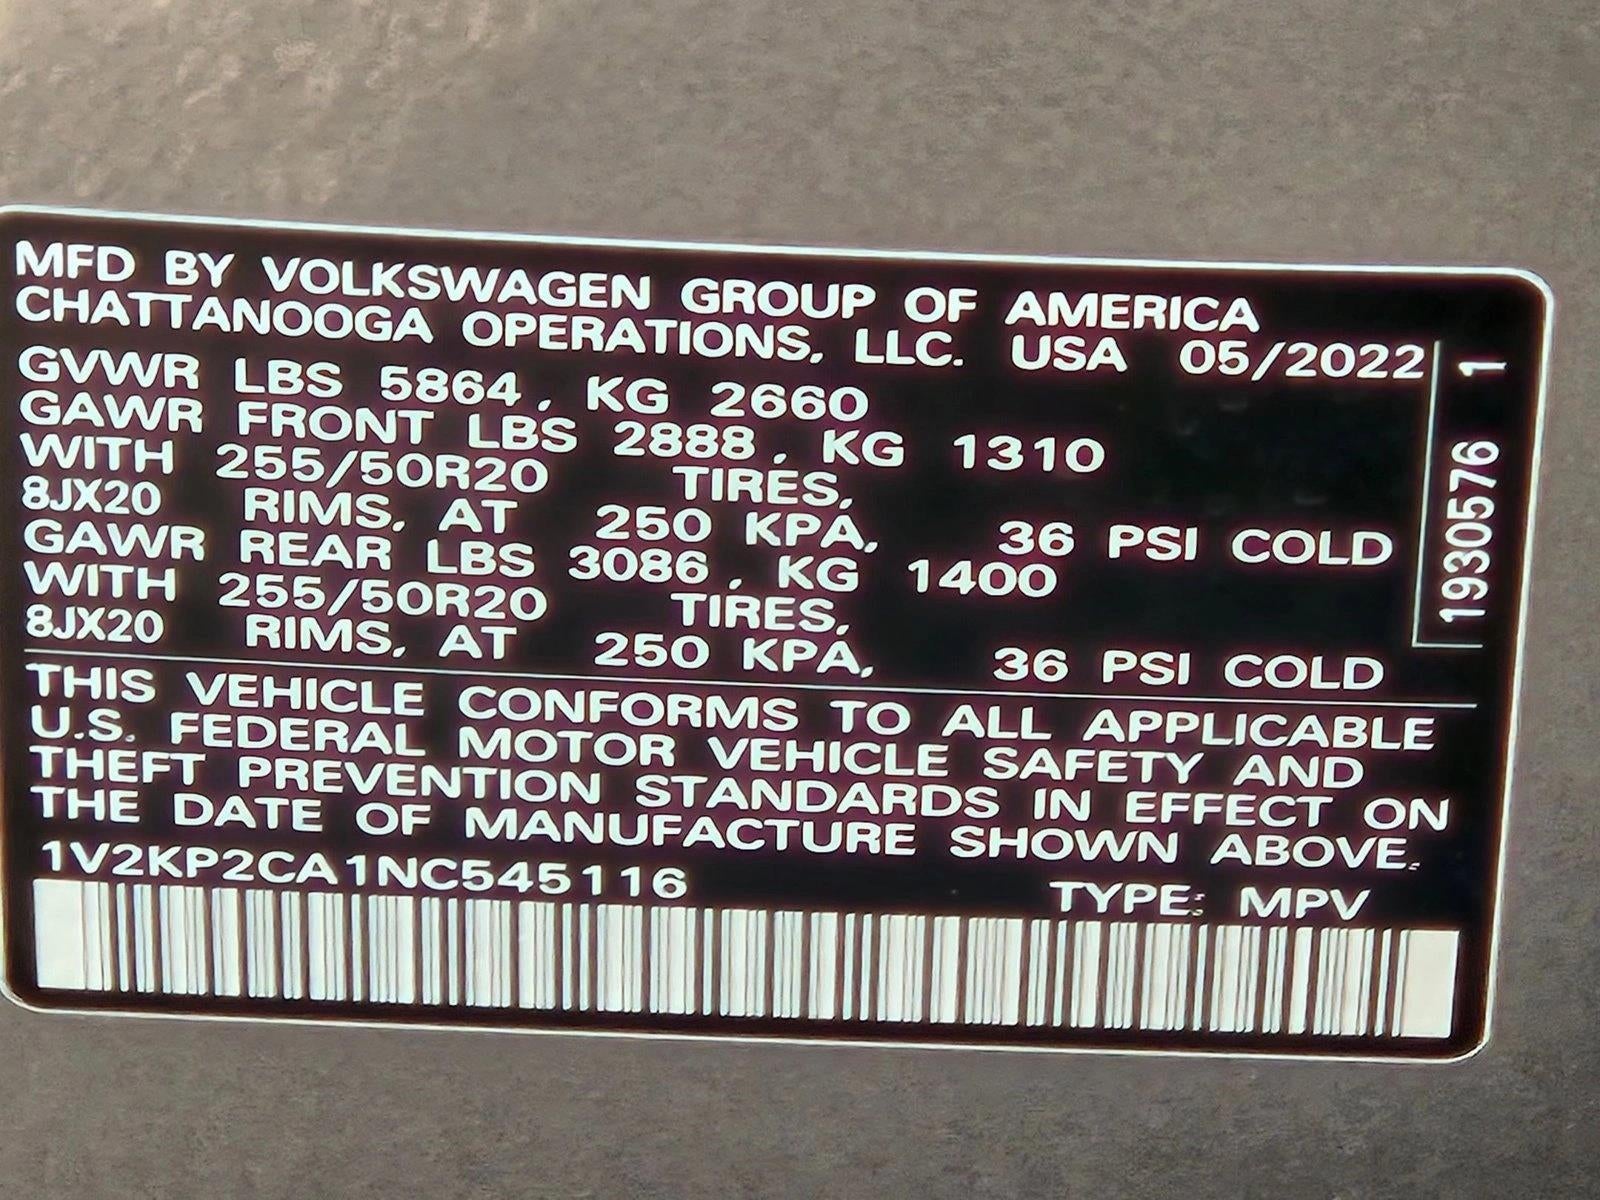 MFD BY VOLKSWAGEN GROUP OF AMERICA
CHATTANOOGA OPERATIONS, LLC. USA 05/2022
GVWR LBS 5864, KG 2660
GAWR FRONT LBS 2888, KG 1310
WITH 255/50R20 TIRES,
8JX20 RIMS, AT 250 KPA, 36 PSI COLD
GAWR REAR LBS 3086, KG 1400
WITH 255/50R20 TIRES,
8JX20 RIMS, AT 250 KPA, 36 PSI COLD
THIS VEHICLE CONFORMS TO ALL APPLICABLE
U.S. FEDERAL MOTOR VEHICLE SAFETY AND
THEFT PREVENTION STANDARDS IN EFFECT ON
THE DATE OF MANUFACTURE SHOWN ABOVE.
1V2KP2CA1NC545116 TYPE: MPV
1930576 1